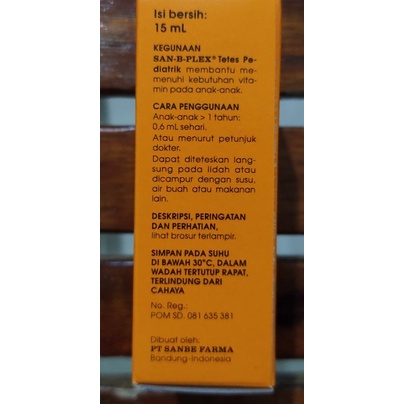 Isi bersih:
15 mL
KEGUNAAN
SAN-B-PLEX® Tetes Pe-
diatrik membantu me-
menuhi kebutuhan vita-
min pada anak-anak.
CARA PENGGUNAAN
Anak-anak > 1 tahun:
0,6 mL sehari.
Atau menurut petunjuk
dokter.
Dapat diteteskan lang-
sung pada lidah atau
dicampur dengan susu,
air buah atau makanan
lain.
DESKRIPSI, PERINGATAN
DAN PERHATIAN,
lihat brosur terlampir.
SIMPAN PADA SUHU
DI BAWAH 30°C, DALAM
WADAH TERTUTUP RAPAT,
TERLINDUNG DARI
CAHAYA
No. Reg.:
POM SD. 081 635 381
Dibuat oleh:
PT SANBE FARMA
Bandung-Indonesia